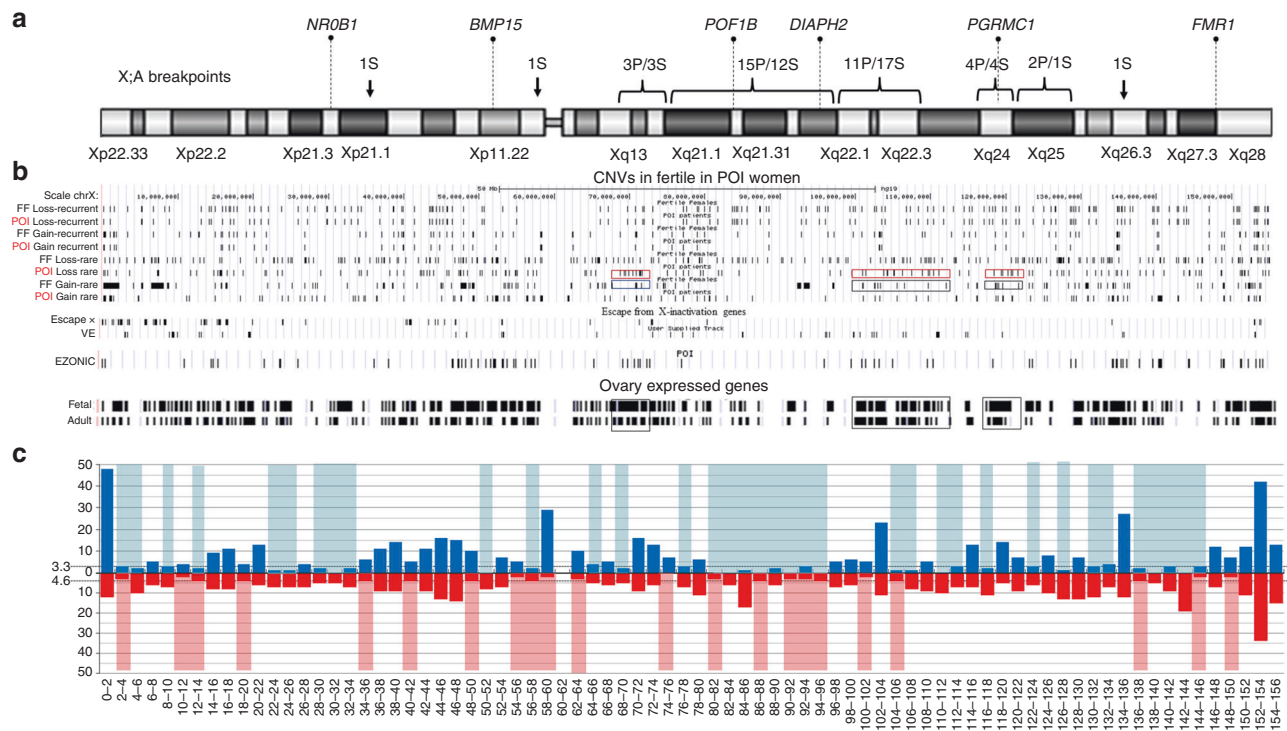 a
NR0B1 BMP15 POF1B DIAPH2 PGRMC1 FMR1
X;A breakpoints 1S 1S 3P/3S 15P/12S 11P/17S 4P/4S 2P/1S 1S
Xp22.33 Xp22.2 Xp21.3 Xp21.1 Xp11.22 Xq13 Xq21.1 Xq21.31 Xq22.1 Xq22.3 Xq24 Xq25 Xq26.3 Xq27.3 Xq28
b
CNVs in fertile in POI women
50 Mb hg19
Scale chrX: 10,000,000 20,000,000 30,000,000 40,000,000 50,000,000 60,000,000 70,000,000 80,000,000 90,000,000 100,000,000 110,000,000 120,000,000 130,000,000 140,000,000 150,000,000
Fertile Females
FF Loss-recurrent
POI patients
POI Loss-recurrent
Fertile Females
FF Gain-recurrent
POI patients
POI Gain recurrent
Fertile Females
FF Loss-rare
POI patients
POI Loss rare
Fertile Females
FF Gain-rare
POI patients
POI Gain rare
Escape from X-inactivation genes
Escape ×
User Supplied Track
VE
POI
EZONIC
Ovary expressed genes
Fetal
Adult
c
50
40
30
20
10
3.3
0
4.6
10
20
30
40
50
0–2 2–4 4–6 6–8 8–10 10–12 12–14 14–16 16–18 18–20 20–22 22–24 24–26 26–28 28–30 30–32 32–34 34–36 36–38 38–40 40–42 42–44 44–46 46–48 48–50 50–52 52–54 54–56 56–58 58–60 60–62 62–64 64–66 66–68 68–70 70–72 72–74 74–76 76–78 78–80 80–82 82–84 84–86 86–88 88–90 90–92 92–94 94–96 96–98 98–100 100–102 102–104 104–106 106–108 108–110 110–112 112–114 114–116 116–118 118–120 120–122 122–124 124–126 126–128 128–130 130–132 132–134 134–136 136–138 138–140 140–142 142–144 144–146 146–148 148–150 150–152 152–154 154–156